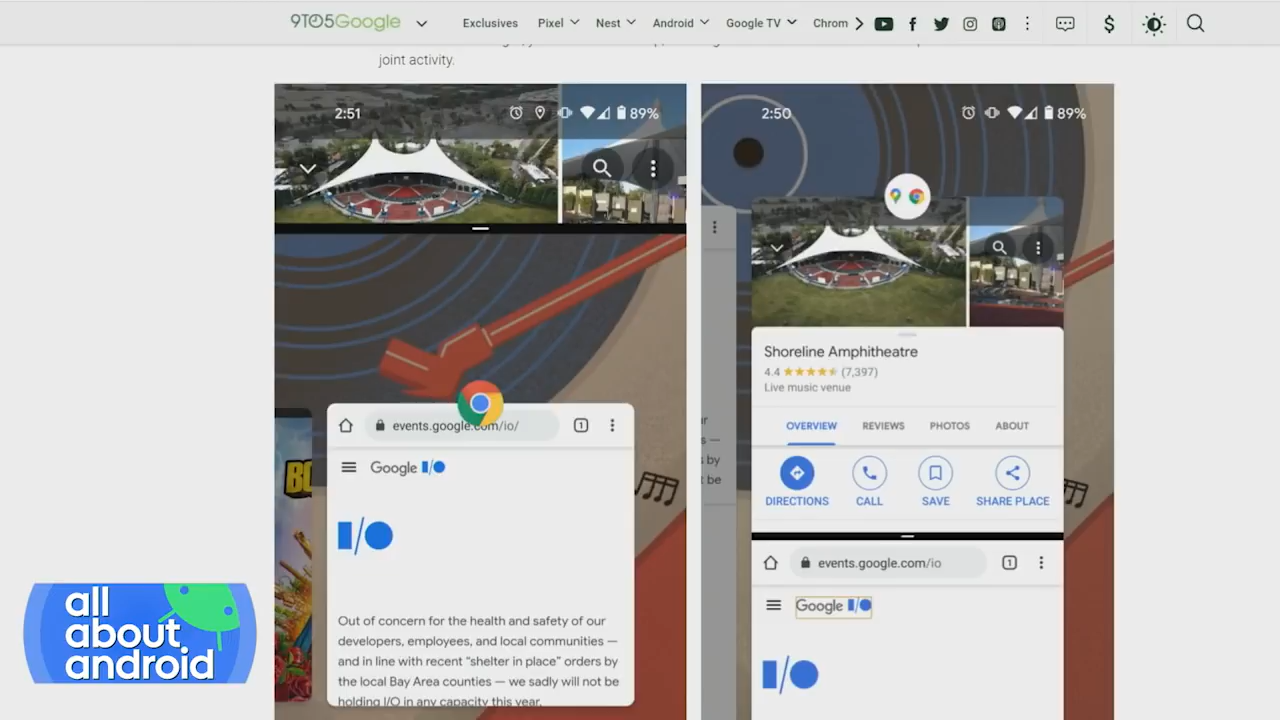 9TO5Google
Exclusives Pixel Nest Android Google TV Chrom
joint activity.
2:51
89%
events.google.com/io/
1
Google I/O
I/O
Out of concern for the health and safety of our
developers, employees, and local communities —
and in line with recent “shelter in place” orders by
the local Bay Area counties — we sadly will not be
holding I/O in any capacity this year.
2:50
89%
Shoreline Amphitheatre
4.4 (7,397)
Live music venue
OVERVIEW REVIEWS PHOTOS ABOUT
DIRECTIONS CALL SAVE SHARE PLACE
events.google.com/io
1
Google I/O
I/O
s —
by
be
BO
all
about
android